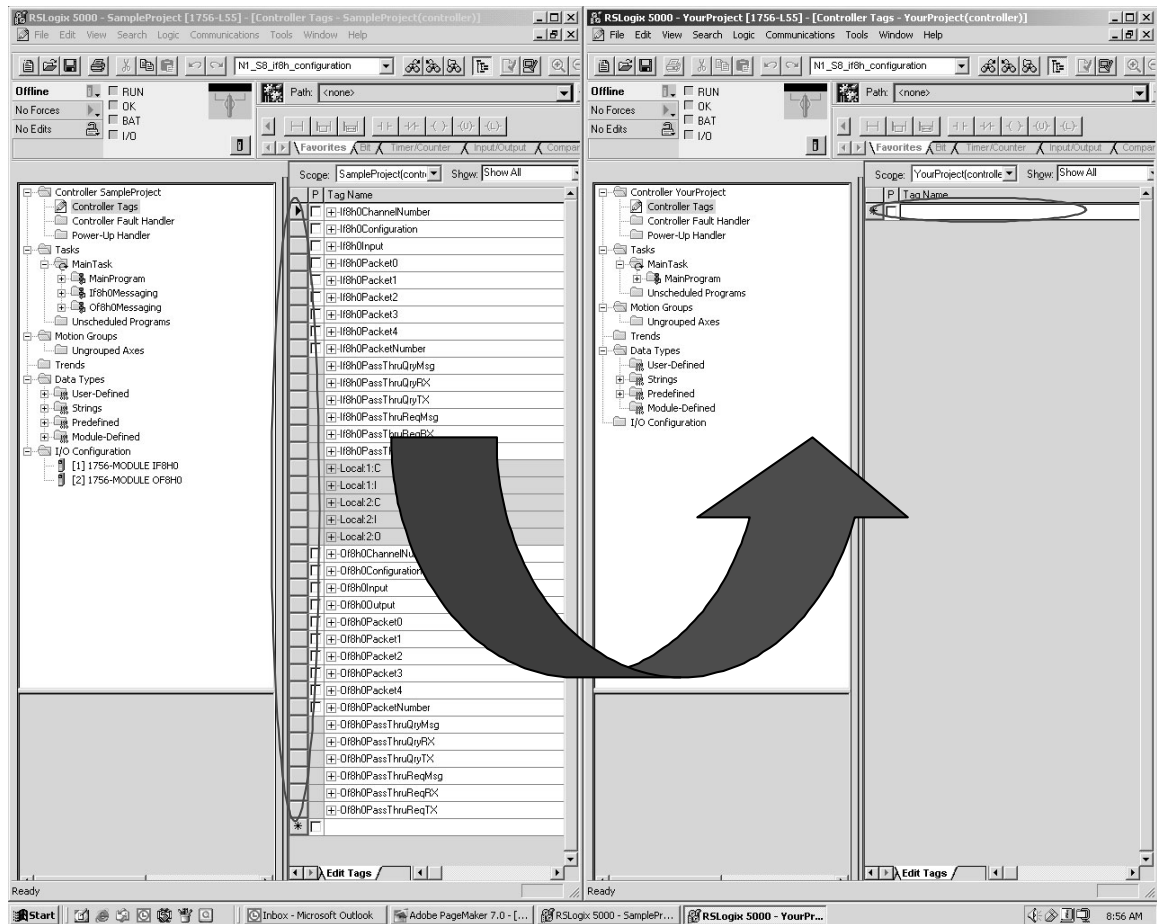 RSLogix 5000 - SampleProject [1756-L55] - [Controller Tags - SampleProject(controller)]
File Edit View Search Logic Communications Tools Window Help
N1_S8_if8h_configuration
Offline
RUN
Path: <none>
No Forces
OK
BAT
No Edits
I/O
Favorites Bit Timer/Counter Input/Output Compar
Scope: SampleProject(contr Show: Show All
Controller SampleProject
Controller Tags
Controller Fault Handler
Power-Up Handler
Tasks
MainTask
MainProgram
If8h0Messaging
Of8h0Messaging
Unscheduled Programs
Motion Groups
Ungrouped Axes
Trends
Data Types
User-Defined
Strings
Predefined
Module-Defined
I/O Configuration
[1] 1756-MODULE IF8H0
[2] 1756-MODULE OF8H0
P Tag Name
If8h0ChannelNumber
If8h0Configuration
If8h0Input
If8h0Packet0
If8h0Packet1
If8h0Packet2
If8h0Packet3
If8h0Packet4
If8h0PacketNumber
If8h0PassThruQryMsg
If8h0PassThruQryRX
If8h0PassThruQryTX
If8h0PassThruReqMsg
If8h0PassThruReqRX
If8h0PassT
Local:1:C
Local:1:I
Local:2:C
Local:2:I
Local:2:O
Of8h0ChannelNu
Of8h0Configuration
Of8h0Input
Of8h0Output
Of8h0Packet0
Of8h0Packet1
Of8h0Packet2
Of8h0Packet3
Of8h0Packet4
Of8h0PacketNumber
Of8h0PassThruQryMsg
Of8h0PassThruQryRX
Of8h0PassThruQryTX
Of8h0PassThruReqMsg
Of8h0PassThruReqRX
Of8h0PassThruReqTX
Edit Tags
Ready
RSLogix 5000 - YourProject [1756-L55] - [Controller Tags - YourProject(controller)]
File Edit View Search Logic Communications Tools Window Help
N1_S8_if8h_configuration
Offline
RUN
Path: <none>
No Forces
OK
BAT
No Edits
I/O
Favorites Bit Timer/Counter Input/Output Compar
Scope: YourProject(controlle Show: Show All
Controller YourProject
Controller Tags
Controller Fault Handler
Power-Up Handler
Tasks
MainTask
MainProgram
Unscheduled Programs
Motion Groups
Ungrouped Axes
Trends
Data Types
User-Defined
Strings
Predefined
Module-Defined
I/O Configuration
P Tag Name
Edit Tags
Ready
Start
Inbox - Microsoft Outlook
Adobe PageMaker 7.0 - [...
RSLogix 5000 - SamplePr...
RSLogix 5000 - YourPr...
8:56 AM